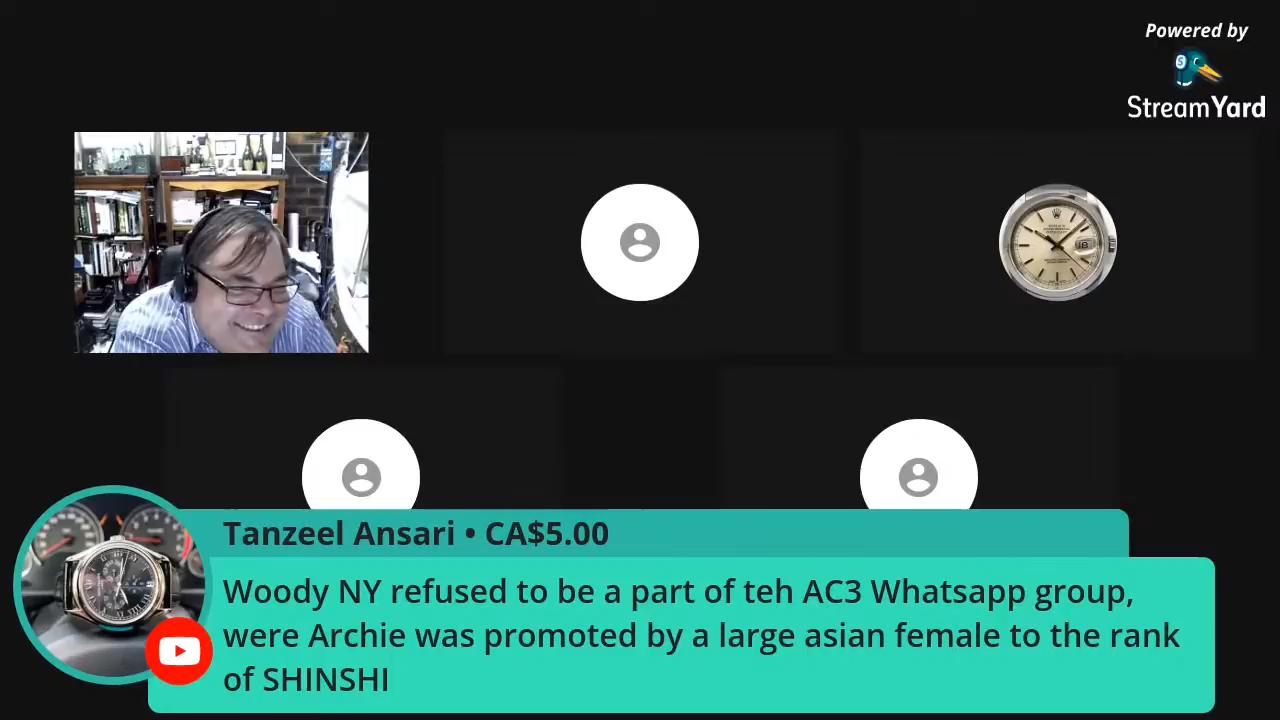 Powered by
StreamYard
Tanzeel Ansari • CA$5.00
Woody NY refused to be a part of teh AC3 Whatsapp group,
were Archie was promoted by a large asian female to the rank
of SHINSHI